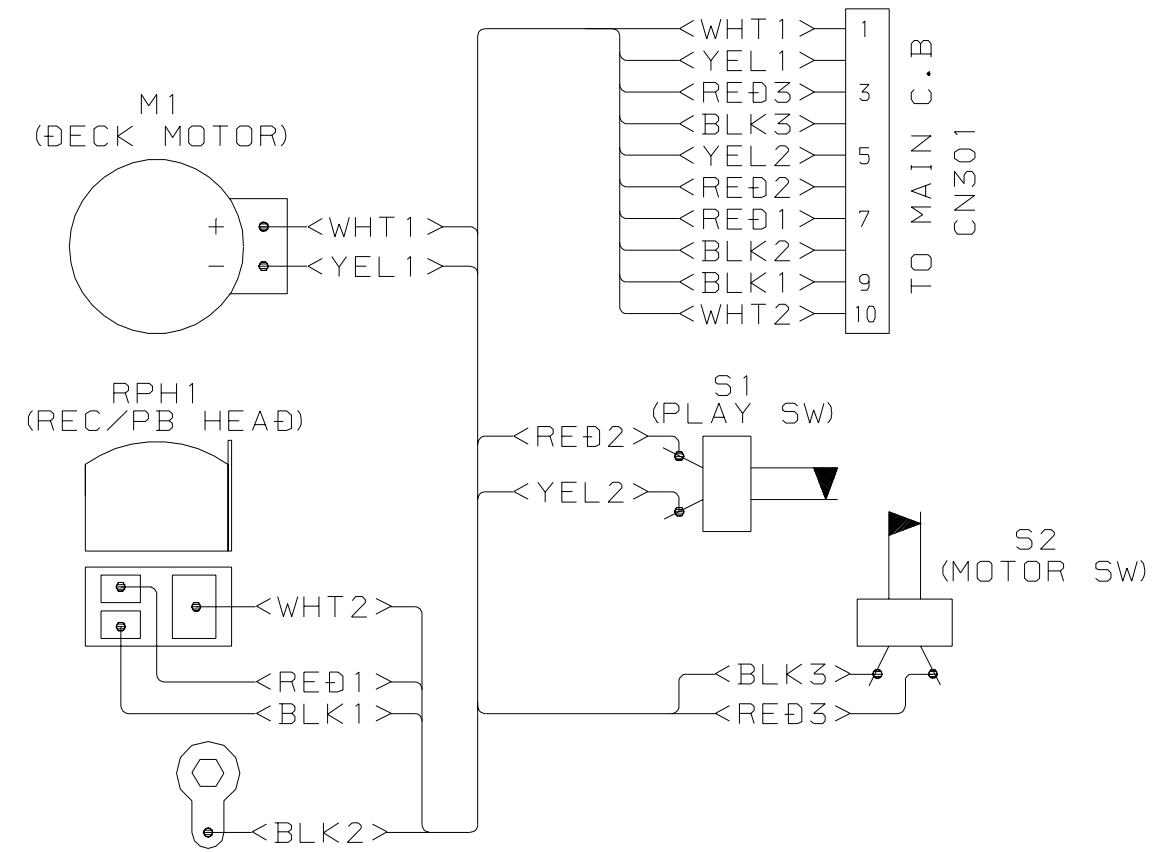 M1
(DECK MOTOR)
+
−
<WHT1>
<YEL1>
<WHT1> 1
<YEL1>
<RED3> 3
<BLK3>
<YEL2> 5
<RED2>
<RED1> 7
<BLK2>
<BLK1> 9
<WHT2> 10
TO MAIN C.B
CN301
RPH1
(REC/PB HEAD)
<WHT2>
<RED1>
<BLK1>
<BLK2>
S1
(PLAY SW)
<RED2>
<YEL2>
S2
(MOTOR SW)
<BLK3>
<RED3>